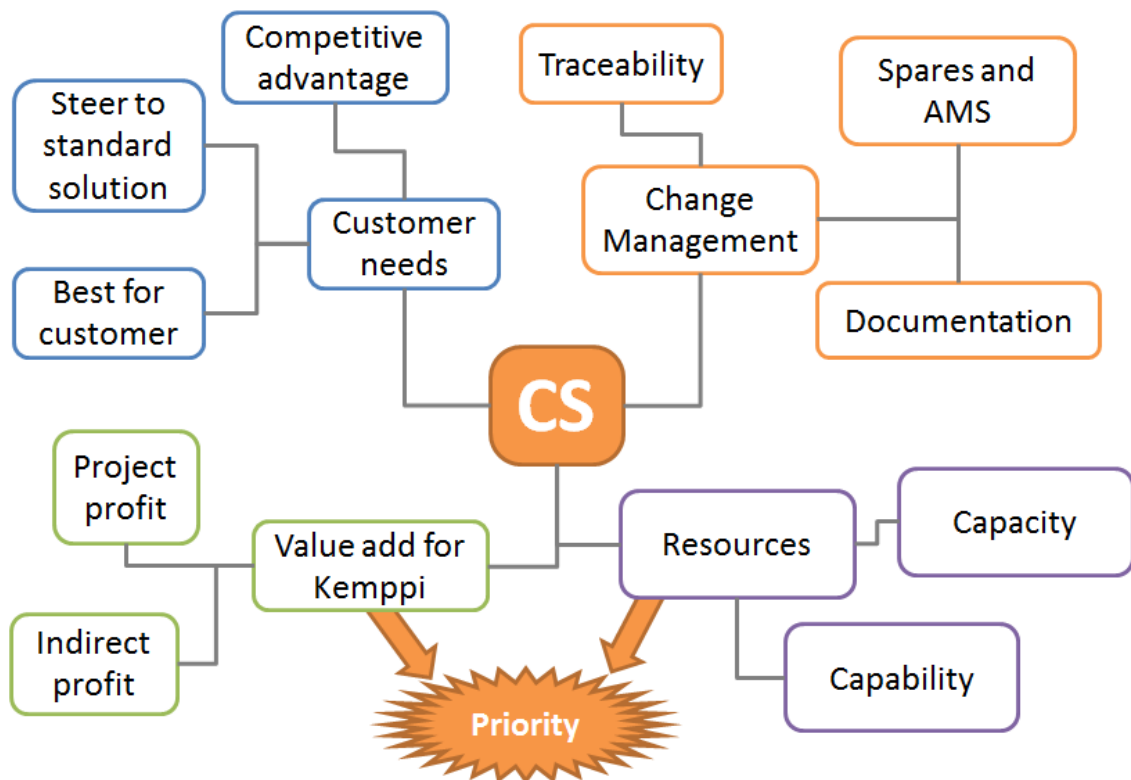 Competitive
advantage
Traceability
Spares and
AMS
Steer to
standard
solution
Customer
needs
Change
Management
Best for
customer
Documentation
CS
Project
profit
Value add for
Kemppi
Resources
Capacity
Indirect
profit
Capability
Priority